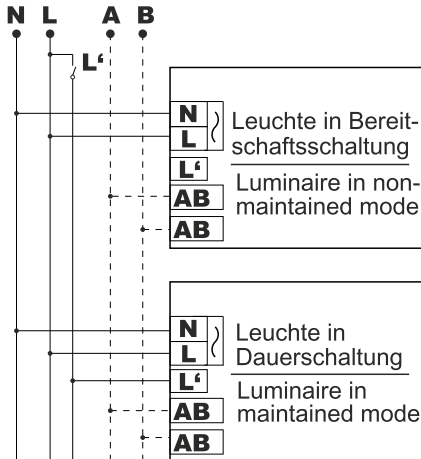 N L A B
L‘
N
L
L‘
AB
AB
Leuchte in Bereit-
schaftsschaltung
Luminaire in non-
maintained mode
N
L
L‘
AB
AB
Leuchte in
Dauerschaltung
Luminaire in
maintained mode